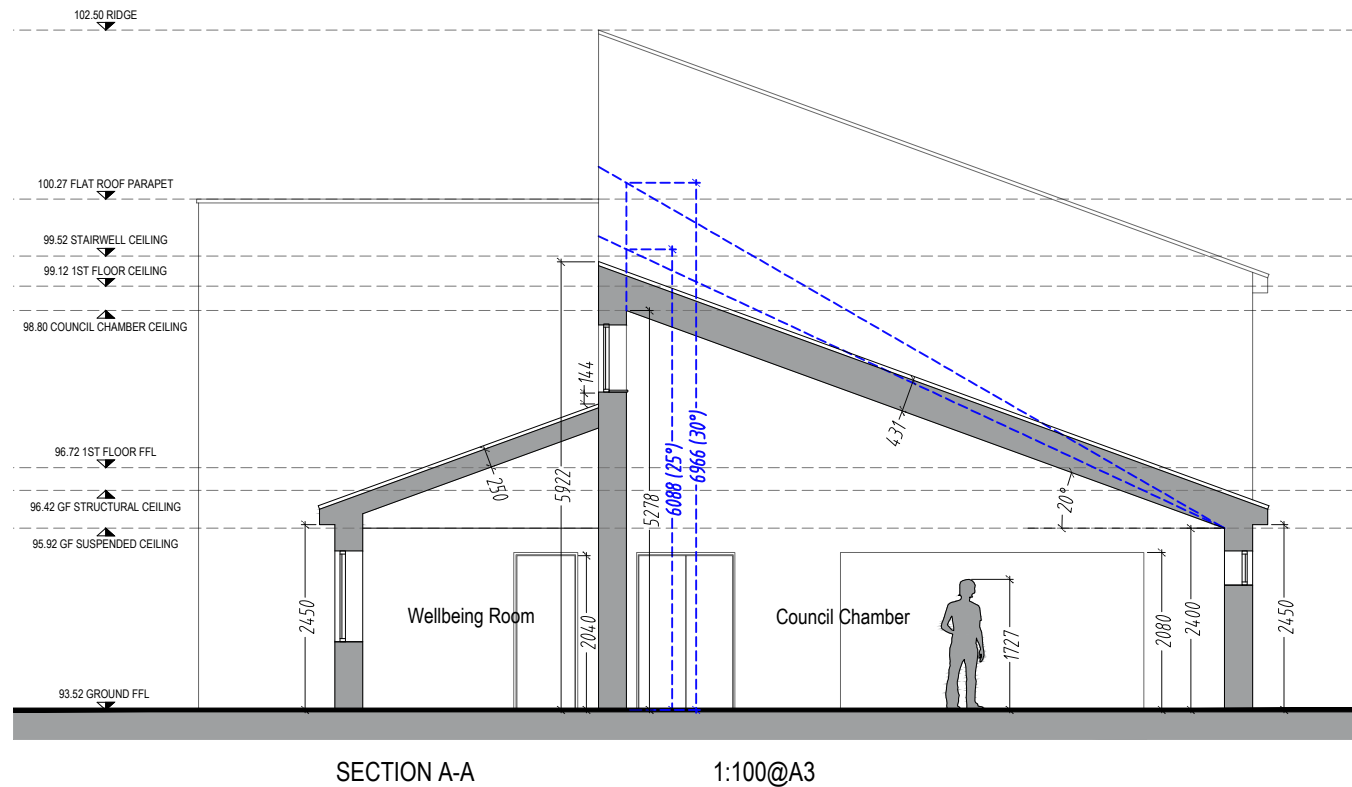 102.50 RIDGE
100.27 FLAT ROOF PARAPET
99.52 STAIRWELL CEILING
99.12 1ST FLOOR CEILING
98.80 COUNCIL CHAMBER CEILING
144
431
96.72 1ST FLOOR FFL
250
5922
5278
6088 (25°)
6966 (30°)
20°
96.42 GF STRUCTURAL CEILING
95.92 GF SUSPENDED CEILING
2450
Wellbeing Room
2040
Council Chamber
1727
2080
2400
2450
93.52 GROUND FFL
SECTION A-A
1:100@A3